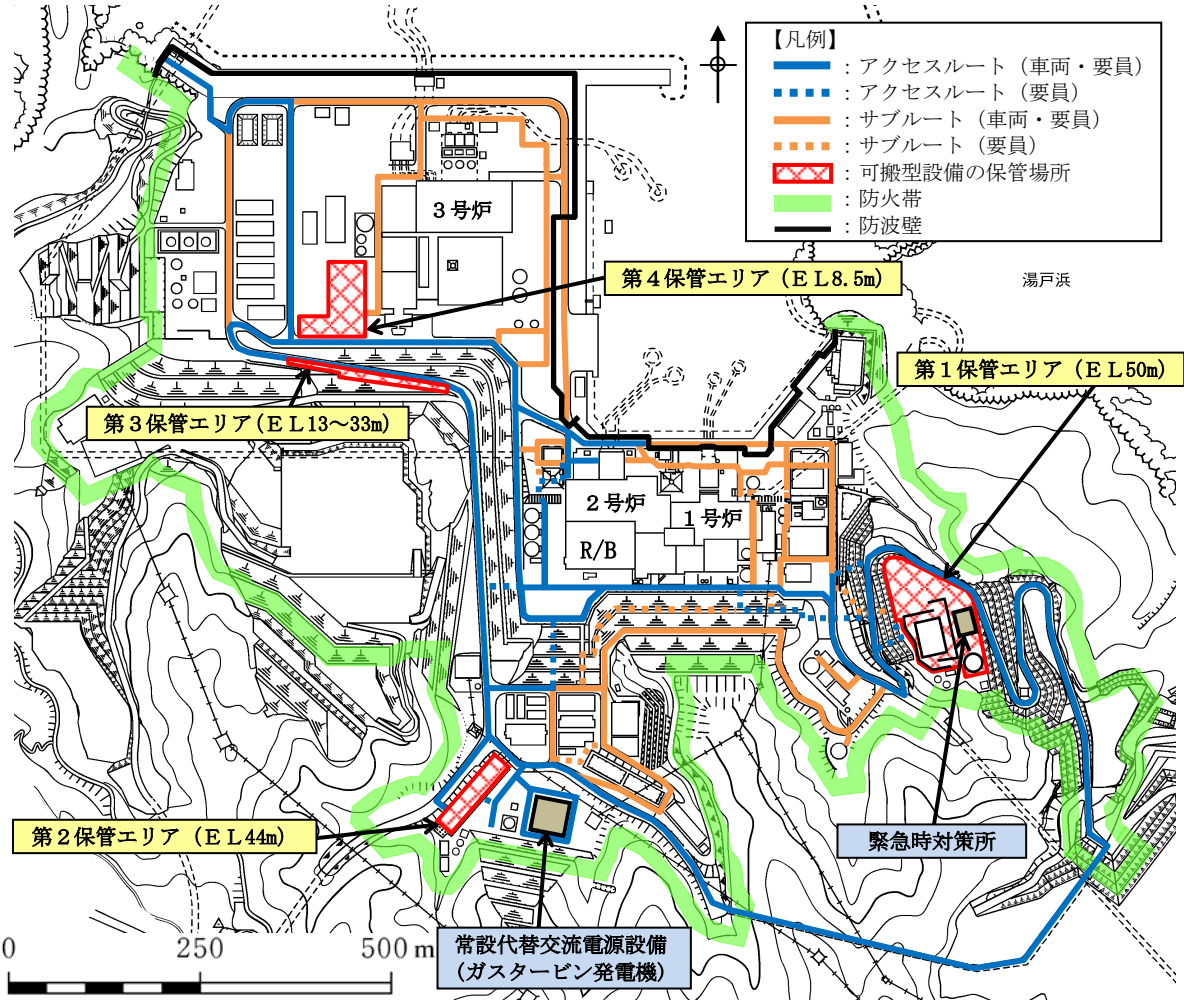 【凡例】
：アクセスルート（車両・要員）
：アクセスルート（要員）
：サブルート（車両・要員）
：サブルート（要員）
：可搬型設備の保管場所
：防火帯
：防波壁
3号炉
第４保管エリア（ＥＬ8.5m）
湯戸浜
第１保管エリア（ＥＬ50m）
第３保管エリア（ＥＬ13～33m）
２号炉
１号炉
R/B
第２保管エリア（ＥＬ44m）
緊急時対策所
常設代替交流電源設備
（ガスタービン発電機）
0 250 500 m